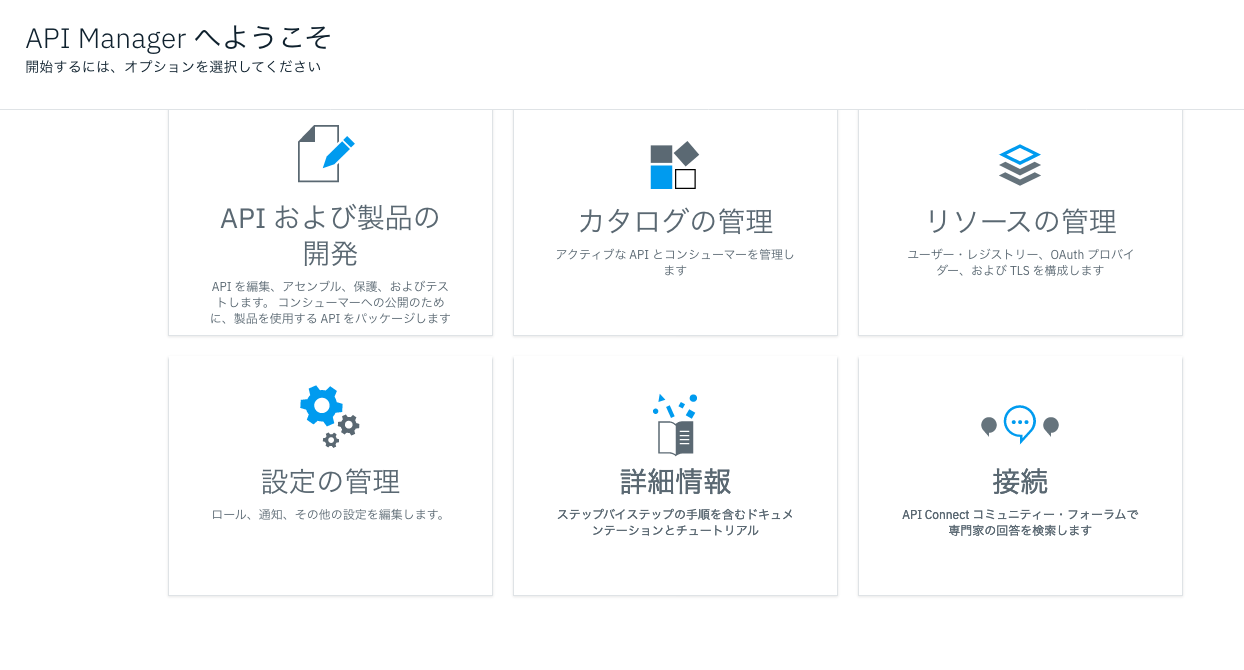 API Manager へようこそ
開始するには、オプションを選択してください
API および製品の
開発
API を編集、アセンブル、保護、およびテス
トします。 コンシューマーへの公開のため
に、製品を使用する API をパッケージします
カタログの管理
アクティブな API とコンシューマーを管理し
ます
リソースの管理
ユーザー・レジストリー、OAuth プロバイ
ダー、および TLS を構成します
設定の管理
ロール、通知、その他の設定を編集します。
詳細情報
ステップバイステップの手順を含むドキュメ
ンテーションとチュートリアル
接続
API Connect コミュニティー・フォーラムで
専門家の回答を検索します